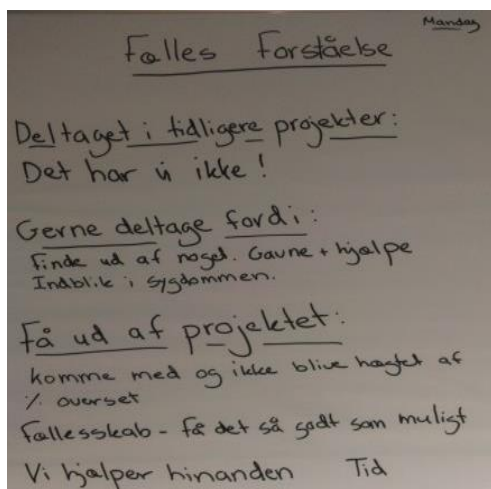 Mandag
Fælles Forståelse
Deltaget i tidligere projekter:
Det har vi ikke!
Gerne deltage fordi:
Finde ud af noget. Gavne + hjælpe
Indblik i sygdommen.
Få ud af projektet:
Komme med og ikke blive hægtet af
% overset
Fællesskab - få det så godt som muligt
Vi hjælper hinanden Tid